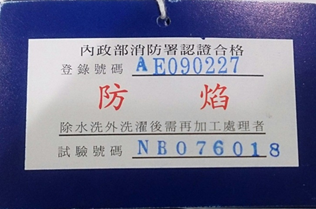 內政部消防署認證合格
登錄號碼 AE090227
防焰
除水洗外洗濯後需再加工處理者
試驗號碼 NB076018